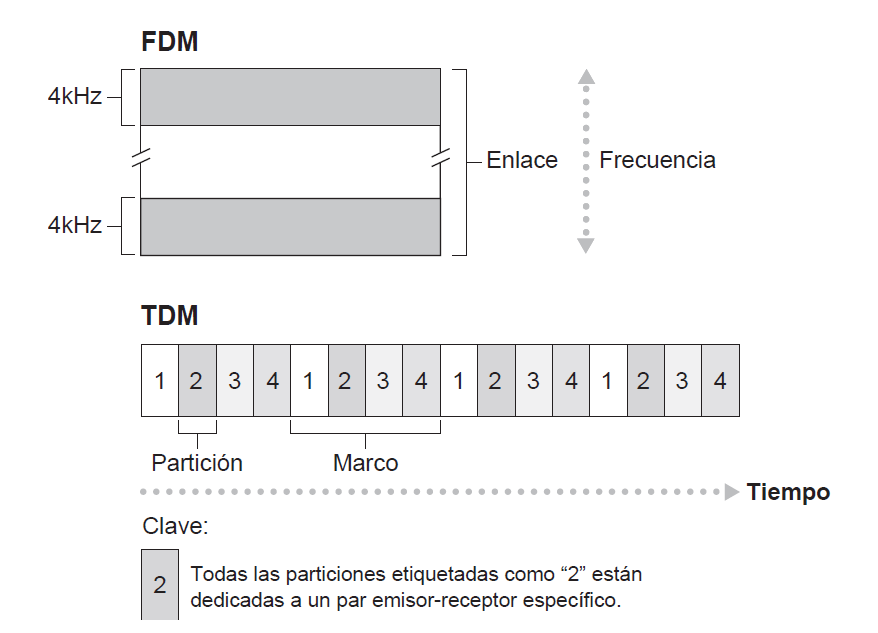 FDM
4kHz
Enlace
Frecuencia
4kHz
TDM
1 2 3 4 1 2 3 4 1 2 3 4 1 2 3 4
Partición
Marco
Tiempo
Clave:
2
Todas las particiones etiquetadas como “2” están
dedicadas a un par emisor-receptor específico.